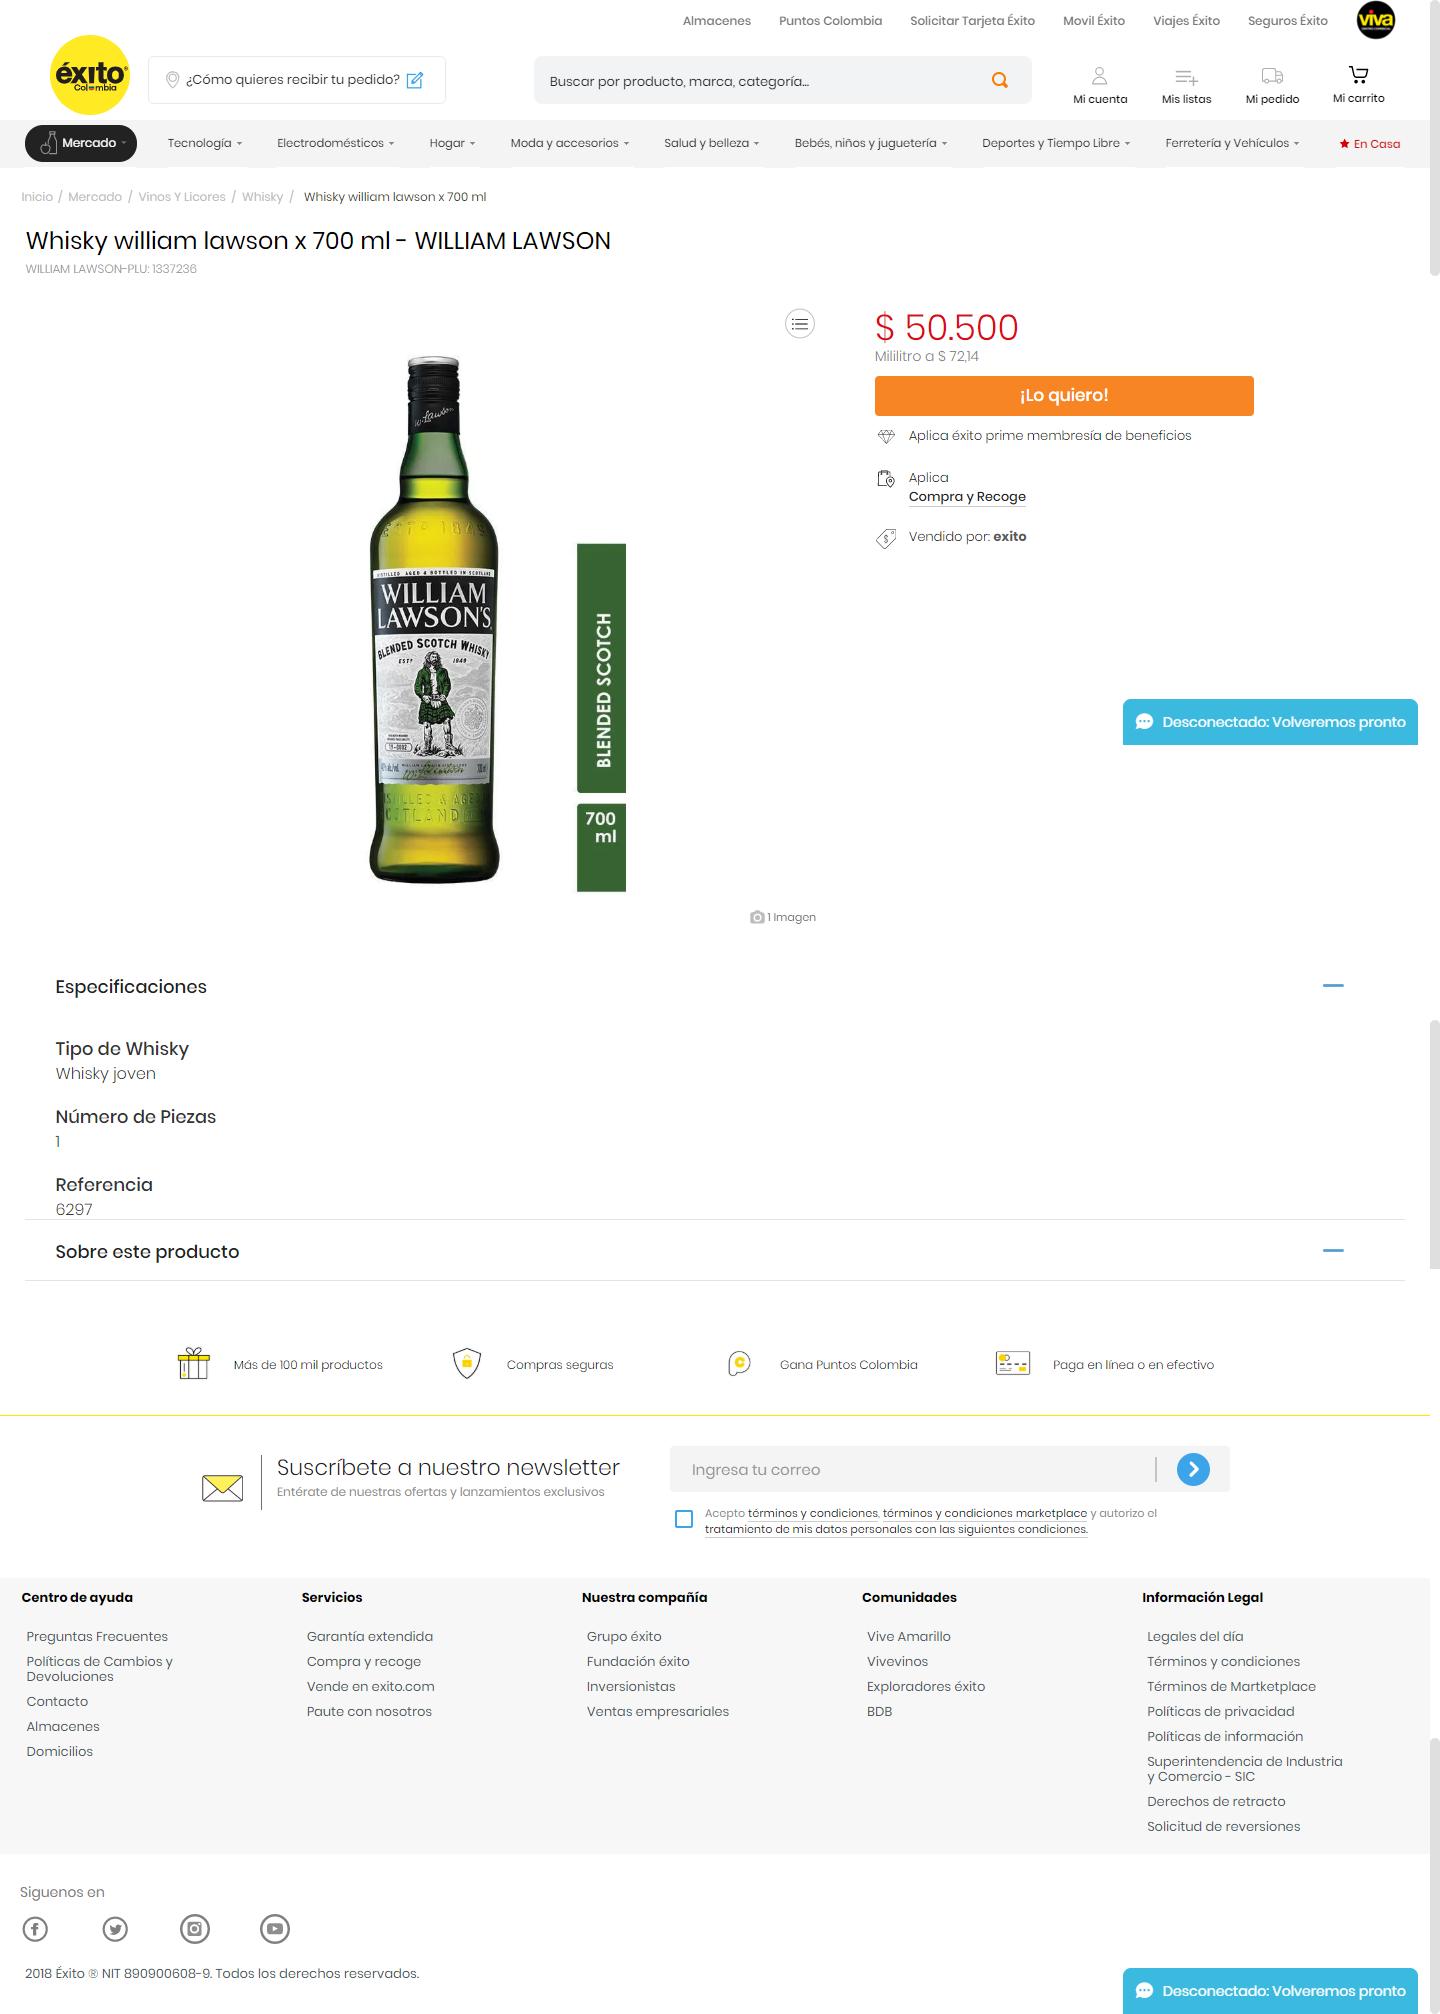 Almacenes
Puntos Colombia
Solicitar Tarjeta Éxito
Movil Éxito
Viajes Éxito
Seguros Éxito
viva
éxito
Colombia
¿Cómo quieres recibir tu pedido?
Buscar por producto, marca, categoría...
Mi cuenta
Mis listas
Mi pedido
Mi carrito
Mercado
Tecnología
Electrodomésticos
Hogar
Moda y accesorios
Salud y belleza
Bebés, niños y juguetería
Deportes y Tiempo Libre
Ferretería y Vehículos
En Casa
Inicio / Mercado / Vinos Y Licores / Whisky / Whisky william lawson x 700 ml
Whisky william lawson x 700 ml - WILLIAM LAWSON
WILLIAM LAWSON-PLU: 1337236
$ 50.500
Mililitro a $ 72,14
¡Lo quiero!
Aplica éxito prime membresía de beneficios
Aplica
Compra y Recoge
Vendido por: exito
W. Lawson
ESTD 1849
DISTILLED AGED & BOTTLED IN SCOTLAND
WILLIAM
LAWSON'S
BLENDED SCOTCH WHISKY
ESTD 1849
BLENDED SCOTCH
700
ml
1 Imagen
Desconectado: Volveremos pronto
Especificaciones
Tipo de Whisky
Whisky joven
Número de Piezas
1
Referencia
6297
Sobre este producto
Más de 100 mil productos
Compras seguras
Gana Puntos Colombia
Paga en línea o en efectivo
Suscríbete a nuestro newsletter
Entérate de nuestras ofertas y lanzamientos exclusivos
Ingresa tu correo
Acepto términos y condiciones, términos y condiciones marketplace y autorizo el
tratamiento de mis datos personales con las siguientes condiciones.
Centro de ayuda
Preguntas Frecuentes
Políticas de Cambios y
Devoluciones
Contacto
Almacenes
Domicilios
Servicios
Garantía extendida
Compra y recoge
Vende en exito.com
Paute con nosotros
Nuestra compañía
Grupo éxito
Fundación éxito
Inversionistas
Ventas empresariales
Comunidades
Vive Amarillo
Vivevinos
Exploradores éxito
BDB
Información Legal
Legales del día
Términos y condiciones
Términos de Martketplace
Políticas de privacidad
Políticas de información
Superintendencia de Industria
y Comercio - SIC
Derechos de retracto
Solicitud de reversiones
Siguenos en
2018 Éxito ® NIT 890900608-9. Todos los derechos reservados.
Desconectado: Volveremos pronto